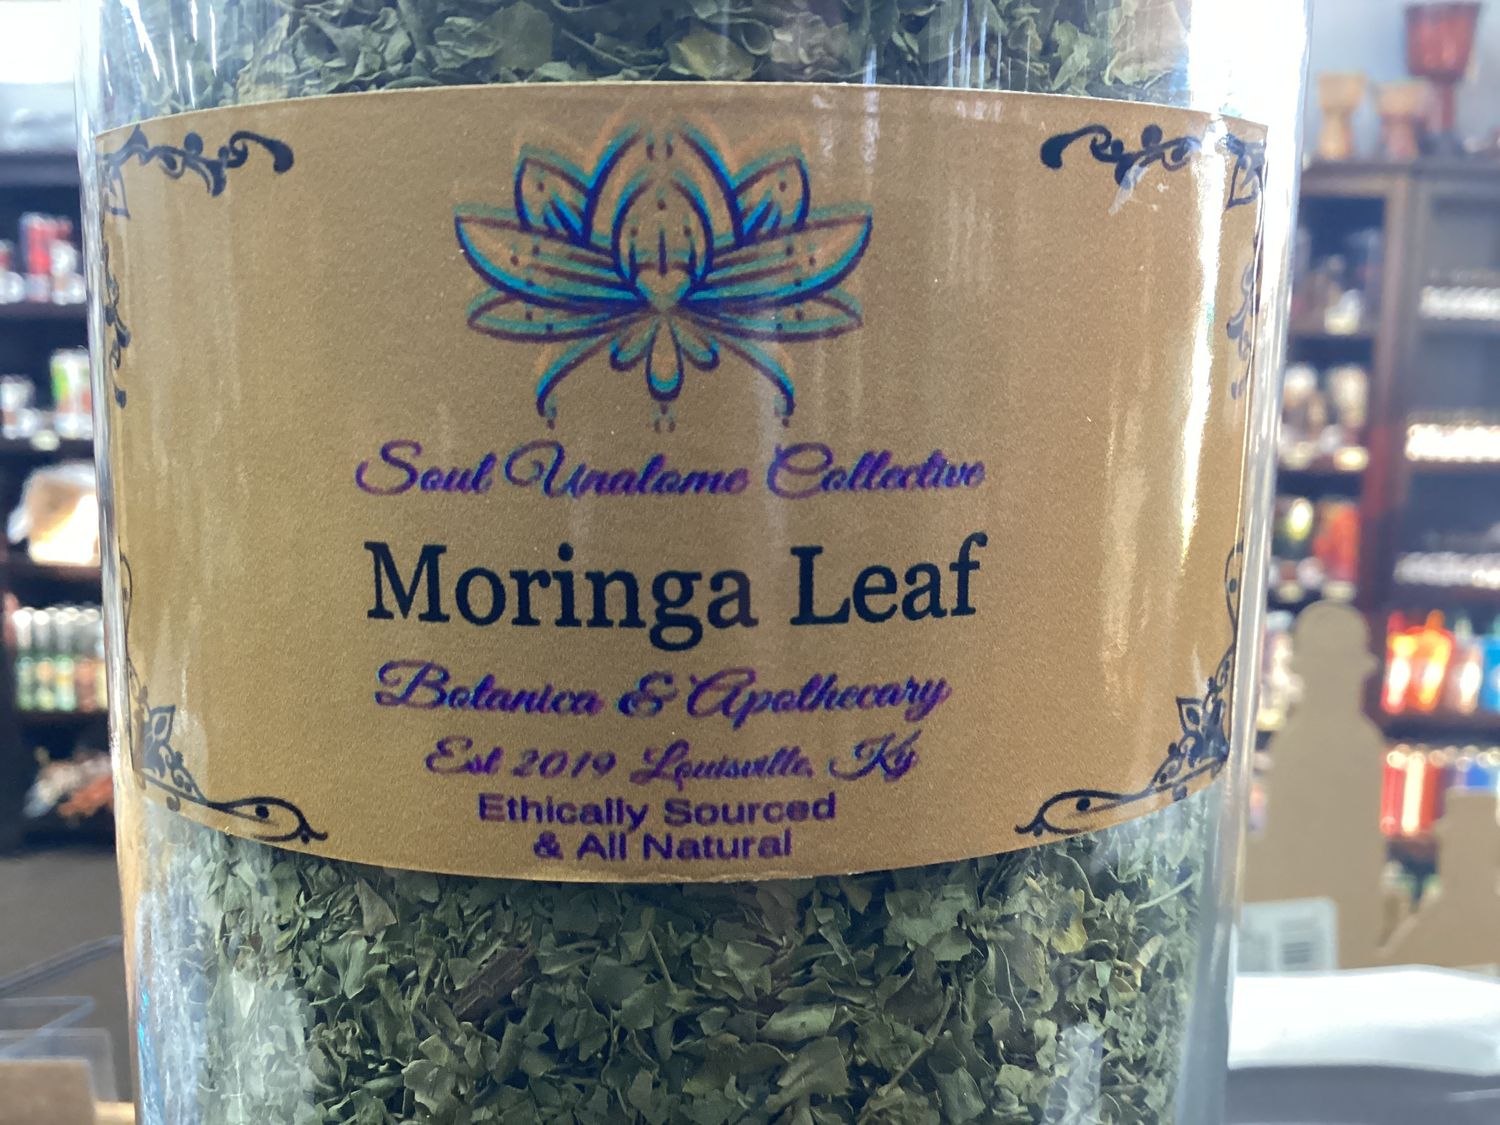 Soul Unalome Collective
Moringa Leaf
Botanica & Apothecary
Est 2019 Louisville, Ky
Ethically Sourced
& All Natural